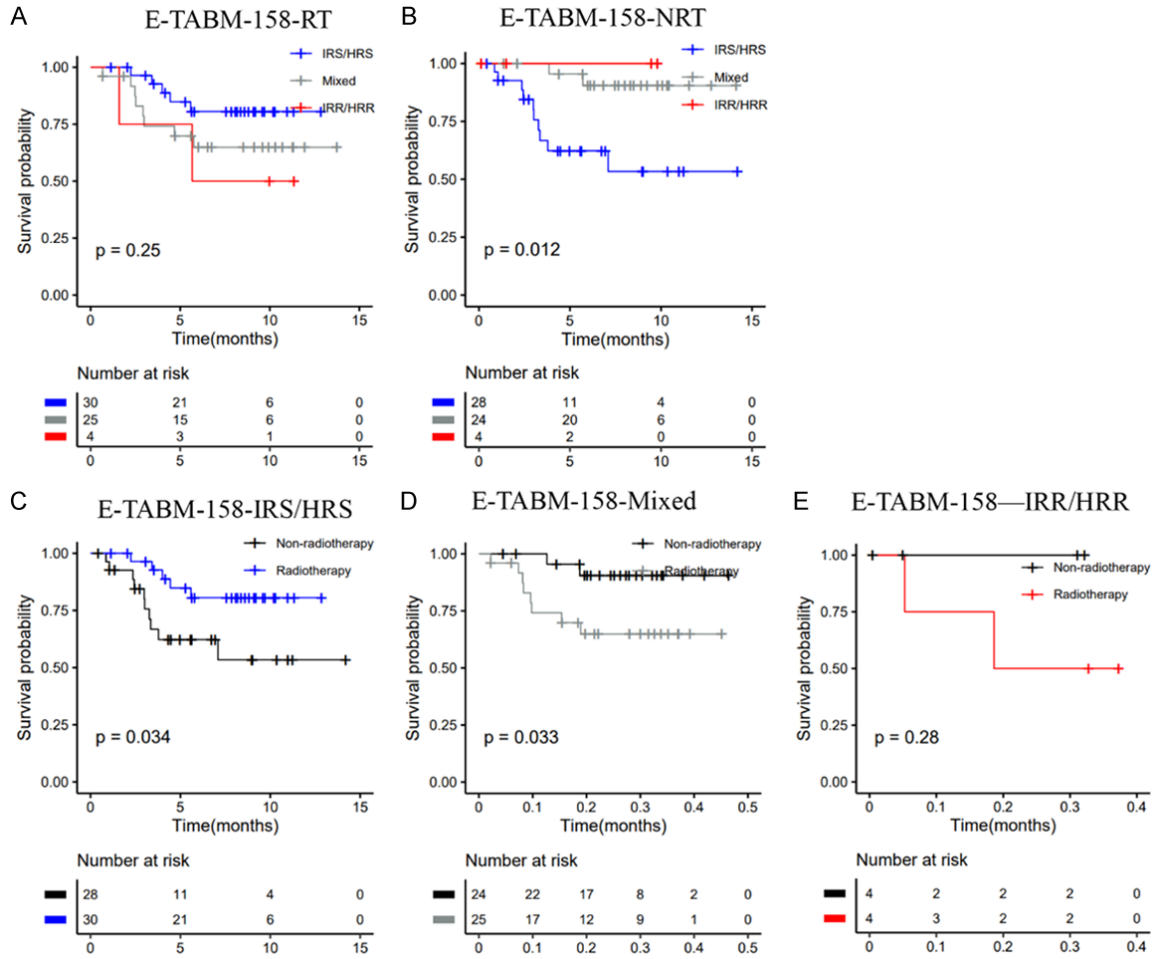 A
E-TABM-158-RT
IRS/HRS
Mixed
IRR/HRR
1.00
0.75
0.50
0.25
0.00
Survival probability
p = 0.25
0 5 10 15
Time(months)
Number at risk
30 21 6 0
25 15 6 0
4 3 1 0
0 5 10 15
B
E-TABM-158-NRT
IRS/HRS
Mixed
IRR/HRR
1.00
0.75
0.50
0.25
0.00
Survival probability
p = 0.012
0 5 10 15
Time(months)
Number at risk
28 11 4 0
24 20 6 0
4 2 0 0
0 5 10 15
C
E-TABM-158-IRS/HRS
Non-radiotherapy
Radiotherapy
1.00
0.75
0.50
0.25
0.00
Survival probability
p = 0.034
0 5 10 15
Time(months)
Number at risk
28 11 4 0
30 21 6 0
0 5 10 15
D
E-TABM-158-Mixed
Non-radiotherapy
Radiotherapy
1.00
0.75
0.50
0.25
0.00
Survival probability
p = 0.033
0 0.1 0.2 0.3 0.4 0.5
Time(months)
Number at risk
24 22 17 8 2 0
25 17 12 9 1 0
0 0.1 0.2 0.3 0.4 0.5
E
E-TABM-158—IRR/HRR
Non-radiotherapy
Radiotherapy
1.00
0.75
0.50
0.25
0.00
Survival probability
p = 0.28
0 0.1 0.2 0.3 0.4
Time(months)
Number at risk
4 2 2 2 0
4 3 2 2 0
0 0.1 0.2 0.3 0.4